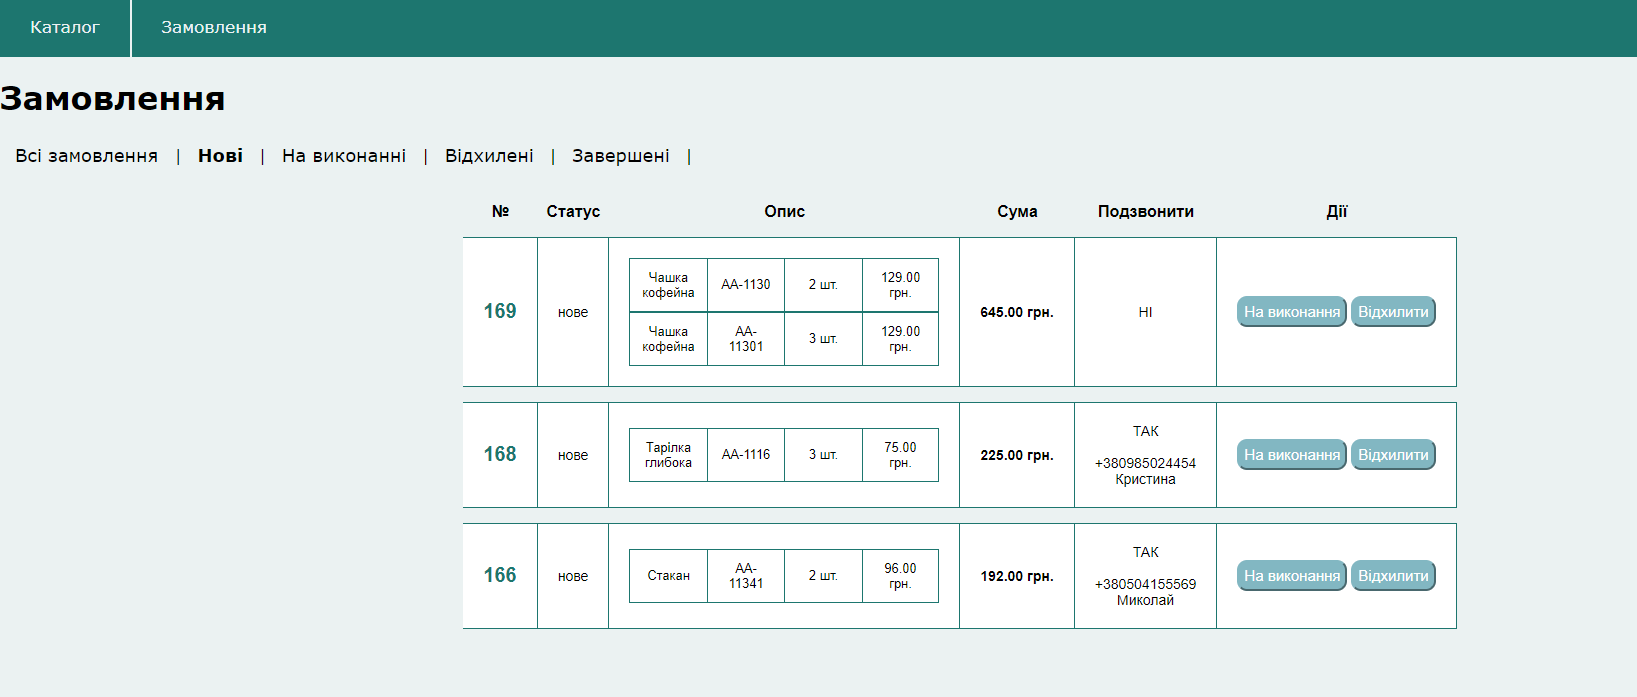 Каталог
Замовлення
Замовлення
Всі замовлення | Нові | На виконанні | Відхилені | Завершені |
№ Статус Опис Сума Подзвонити Дії
169 нове
Чашка кофейна
АА-1130
2 шт.
129.00 грн.
Чашка кофейна
АА-11301
3 шт.
129.00 грн.
645.00 грн.
НІ
На виконання Відхилити
168 нове
Тарілка глибока
АА-1116
3 шт.
75.00 грн.
225.00 грн.
ТАК
+380985024454
Кристина
На виконання Відхилити
166 нове
Стакан
АА-11341
2 шт.
96.00 грн.
192.00 грн.
ТАК
+380504155569
Миколай
На виконання Відхилити